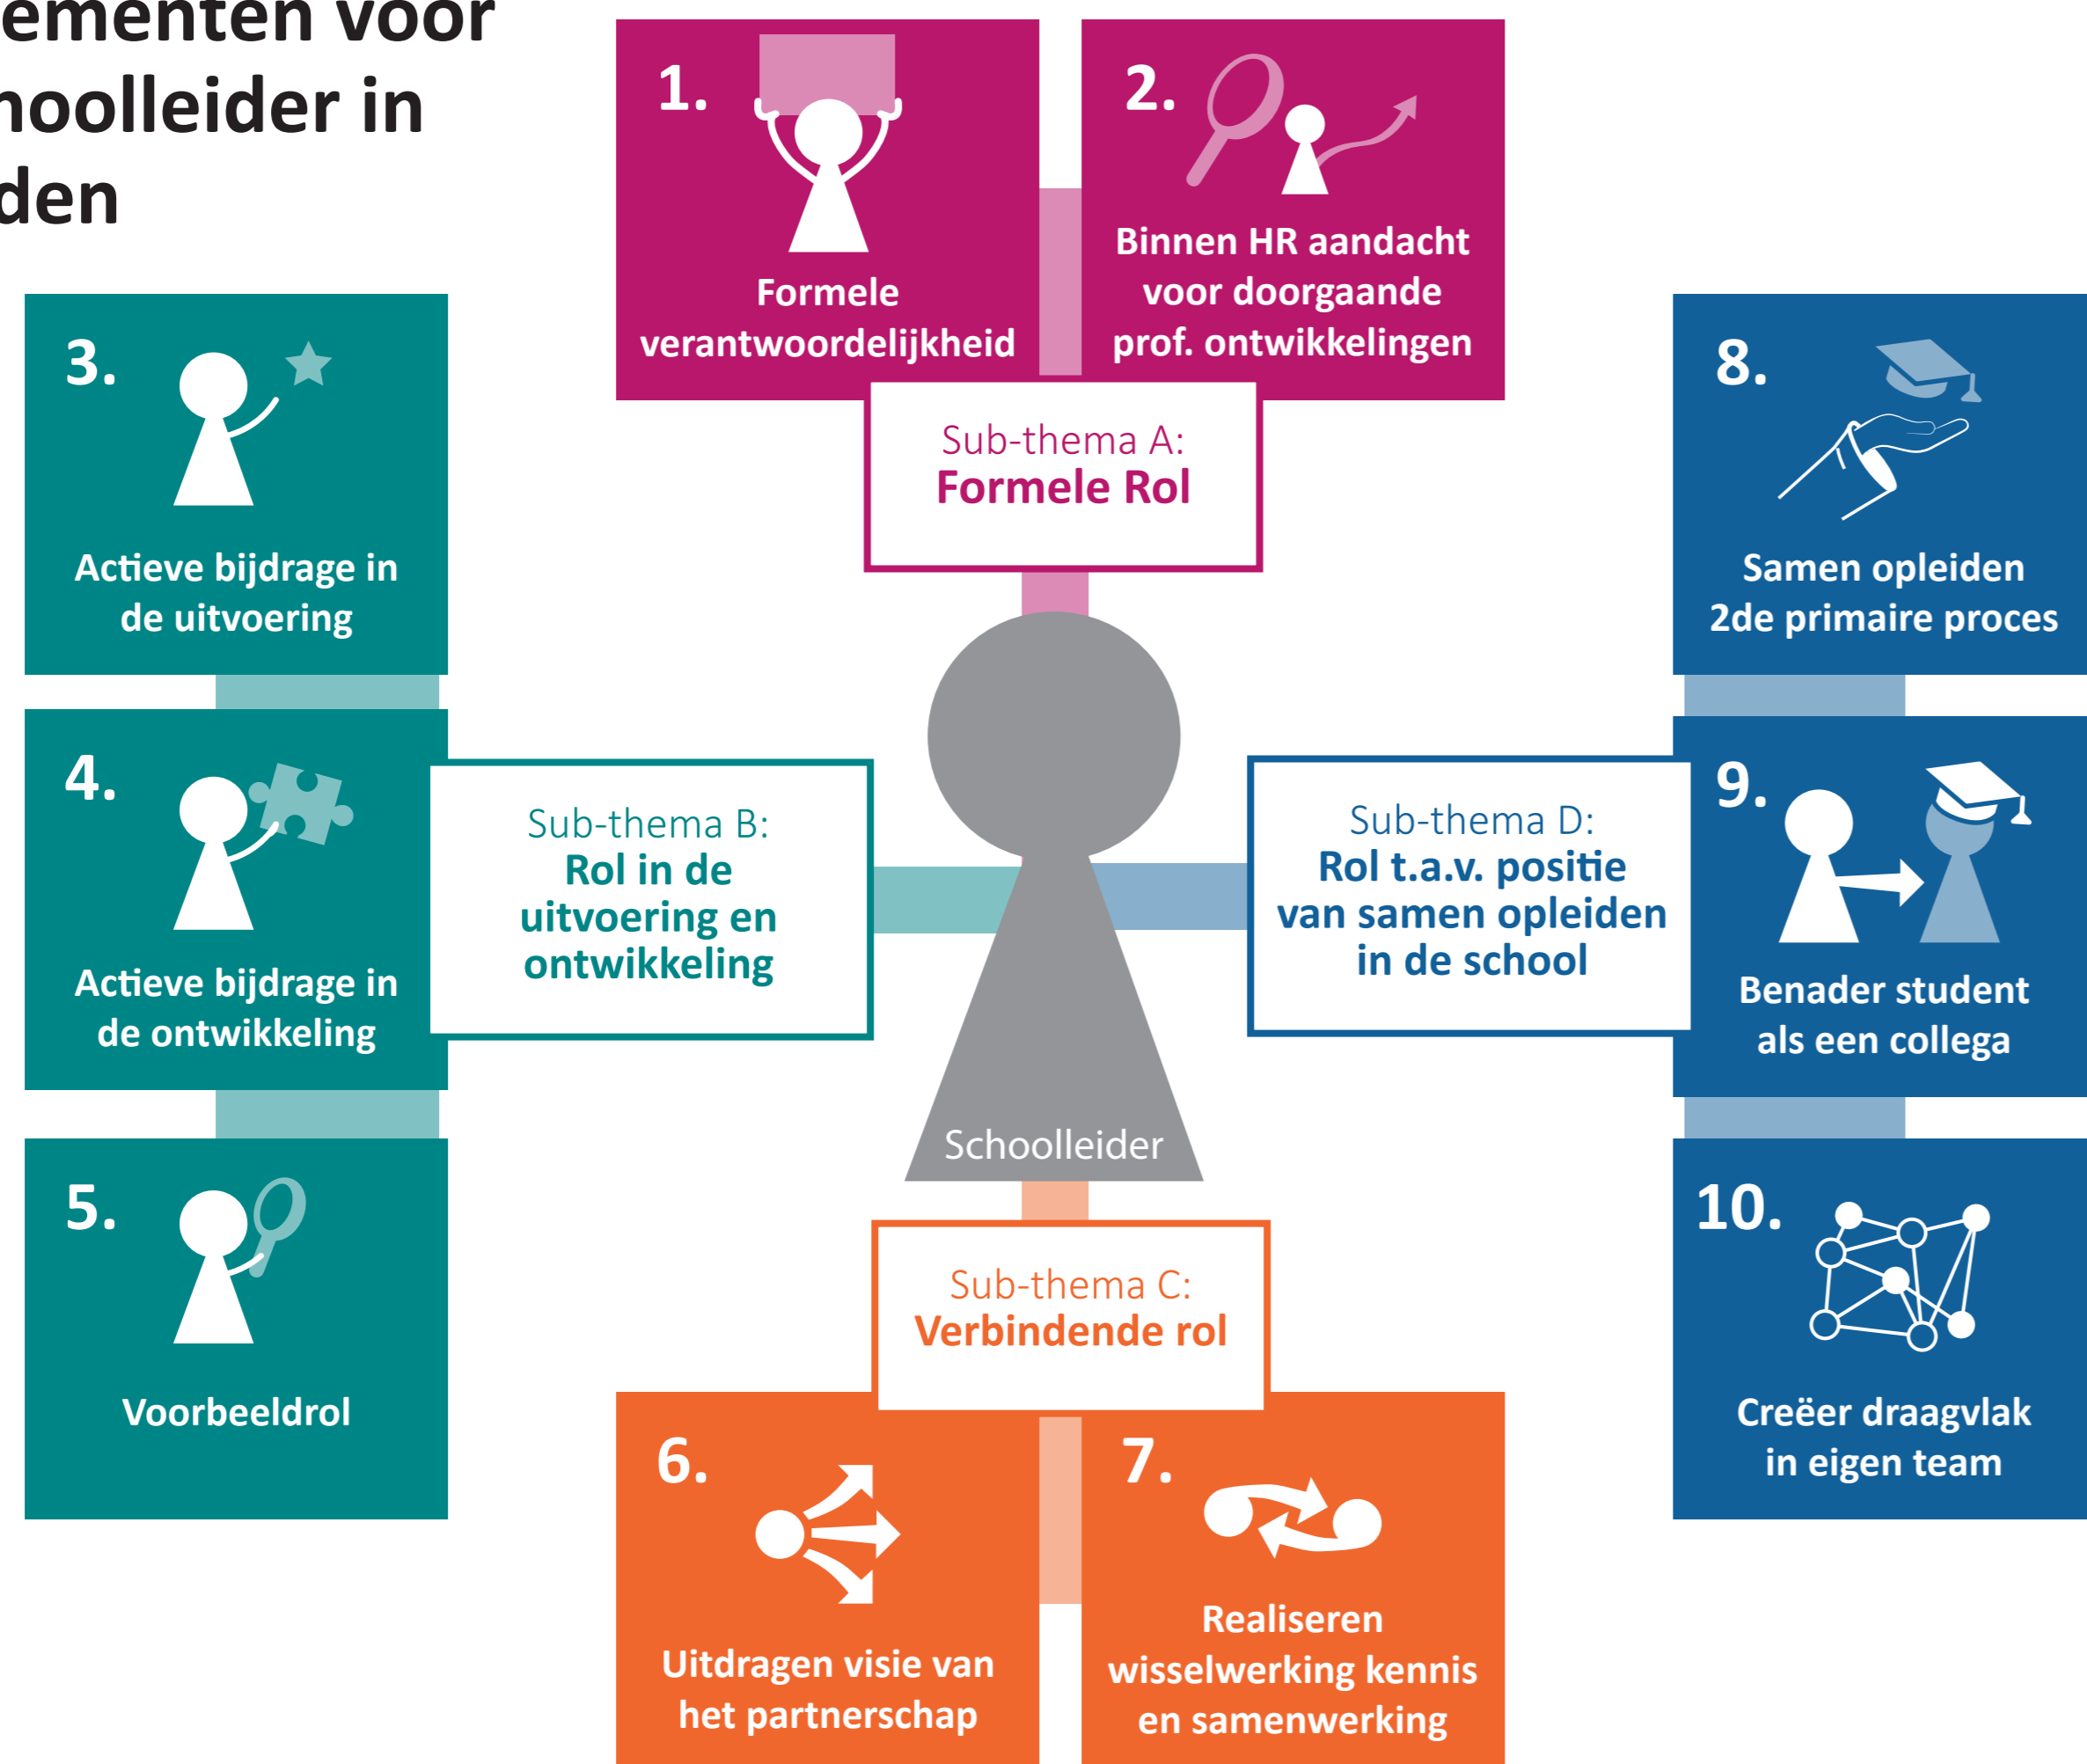 ementen voor
hoolleider in
den
1.
Formele
verantwoordelijkheid
2.
Binnen HR aandacht
voor doorgaande
prof. ontwikkelingen
Sub-thema A:
Formele Rol
3.
Actieve bijdrage in
de uitvoering
4.
Actieve bijdrage in
de ontwikkeling
5.
Voorbeeldrol
Sub-thema B:
Rol in de
uitvoering en
ontwikkeling
Schoolleider
Sub-thema C:
Verbindende rol
6.
Uitdragen visie van
het partnerschap
7.
Realiseren
wisselwerking kennis
en samenwerking
Sub-thema D:
Rol t.a.v. positie
van samen opleiden
in de school
8.
Samen opleiden
2de primaire proces
9.
Benader student
als een collega
10.
Creëer draagvlak
in eigen team